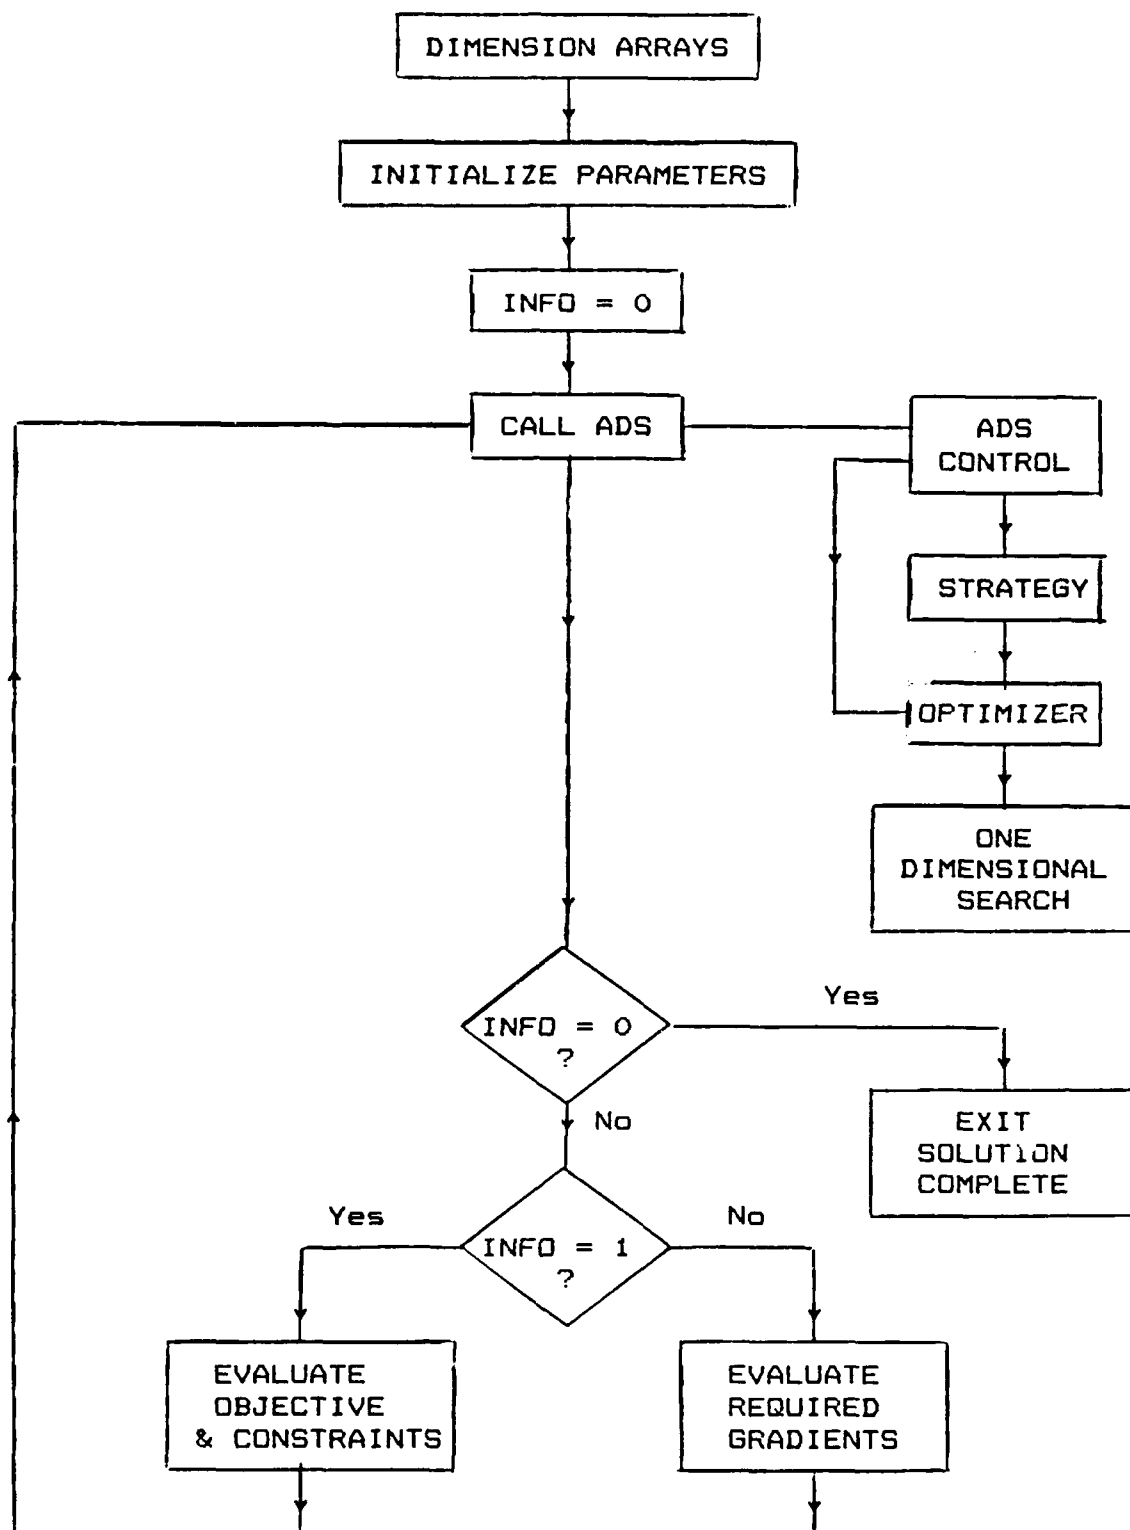 DIMENSION ARRAYS
INITIALIZE PARAMETERS
INFO = 0
CALL ADS
ADS
CONTROL
STRATEGY
OPTIMIZER
ONE
DIMENSIONAL
SEARCH
INFO = 0
?
Yes
No
EXIT
SOLUTION
COMPLETE
INFO = 1
?
Yes
No
EVALUATE
OBJECTIVE
& CONSTRAINTS
EVALUATE
REQUIRED
GRADIENTS